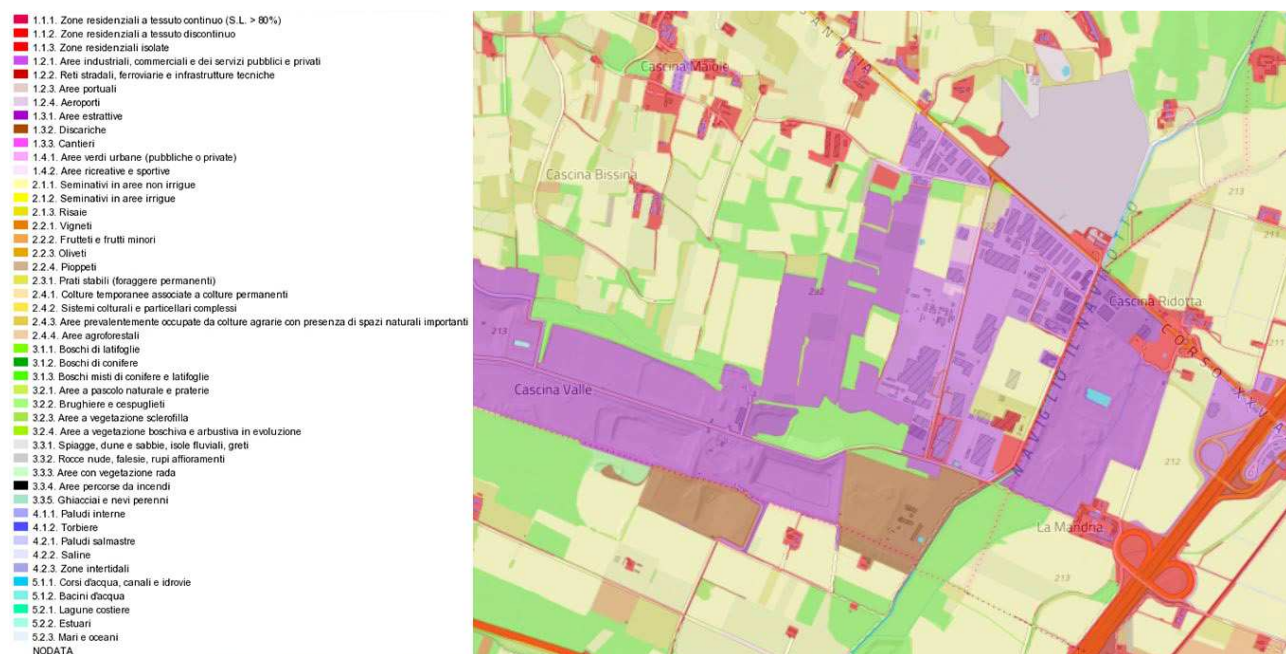 1.1.1. Zone residenziali a tessuto continuo (S.L. > 80%)
1.1.2. Zone residenziali a tessuto discontinuo
1.1.3. Zone residenziali isolate
1.2.1. Aree industriali, commerciali e dei servizi pubblici e privati
1.2.2. Reti stradali, ferroviarie e infrastrutture tecniche
1.2.3. Aree portuali
1.2.4. Aeroporti
1.3.1. Aree estrattive
1.3.2. Discariche
1.3.3. Cantieri
1.4.1. Aree verdi urbane (pubbliche o private)
1.4.2. Aree ricreative e sportive
2.1.1. Seminativi in aree non irrigue
2.1.2. Seminativi in aree irrigue
2.1.3. Risaie
2.2.1. Vigneti
2.2.2. Frutteti e frutti minori
2.2.3. Oliveti
2.2.4. Pioppeti
2.3.1. Prati stabili (foraggere permanenti)
2.4.1. Colture temporanee associate a colture permanenti
2.4.2. Sistemi colturali e particellari complessi
2.4.3. Aree prevalentemente occupate da colture agrarie con presenza di spazi naturali importanti
2.4.4. Aree agroforestali
3.1.1. Boschi di latifoglie
3.1.2. Boschi di conifere
3.1.3. Boschi misti di conifere e latifoglie
3.2.1. Aree a pascolo naturale e praterie
3.2.2. Brughiere e cespuglieti
3.2.3. Aree a vegetazione sclerofilla
3.2.4. Aree a vegetazione boschiva e arbustiva in evoluzione
3.3.1. Spiagge, dune e sabbie, isole fluviali, greti
3.3.2. Rocce nude, falesie, rupi affioramenti
3.3.3. Aree con vegetazione rada
3.3.4. Aree percorse da incendi
3.3.5. Ghiacciai e nevi perenni
4.1.1. Paludi interne
4.1.2. Torbiere
4.2.1. Paludi salmastre
4.2.2. Saline
4.2.3. Zone intertidali
5.1.1. Corsi d'acqua, canali e idrovie
5.1.2. Bacini d'acqua
5.2.1. Lagune costiere
5.2.2. Estuari
5.2.3. Mari e oceani
NODATA
Cascina Maiole
Cascina Bissina
213
213
212
Cascina Ridotta
CORSO XXV A
211
213
Cascina Valle
NAVIGLIO IL NAVILOTTO
212
La Mandria
213